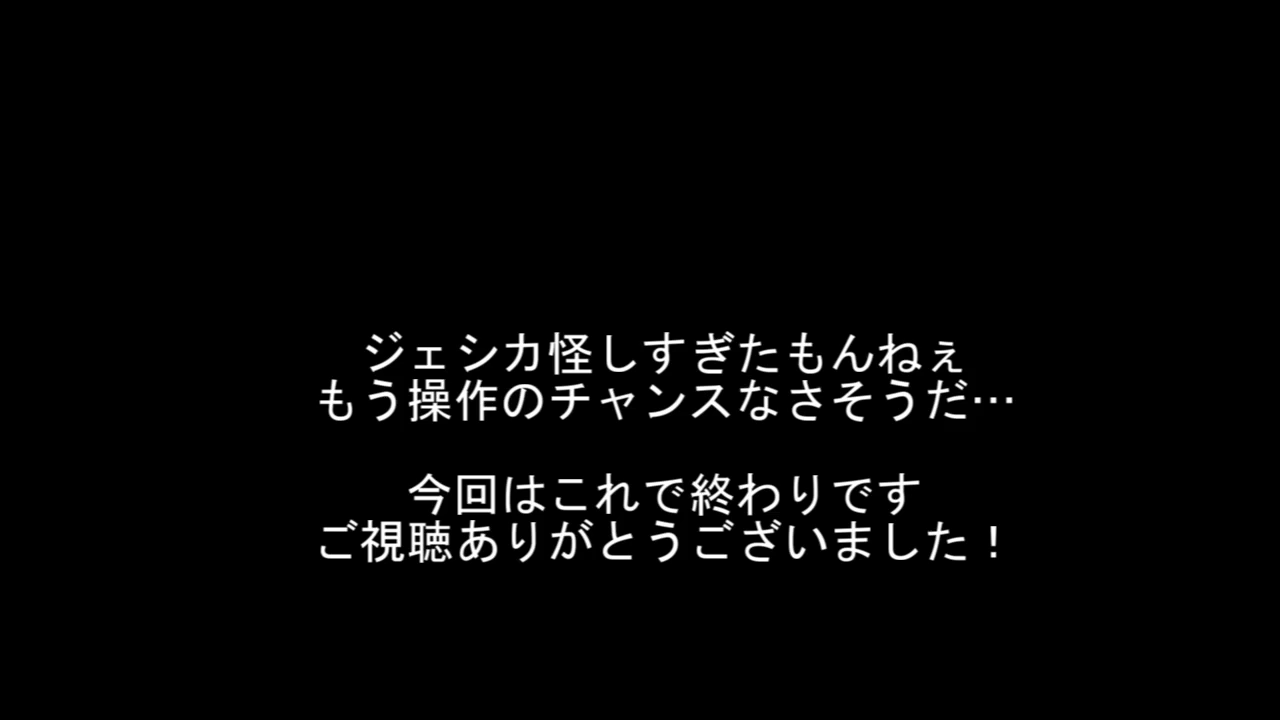 ジェシカ怪しすぎたもんねぇ
もう操作のチャンスなさそうだ…
今回はこれで終わりです
ご視聴ありがとうございました！